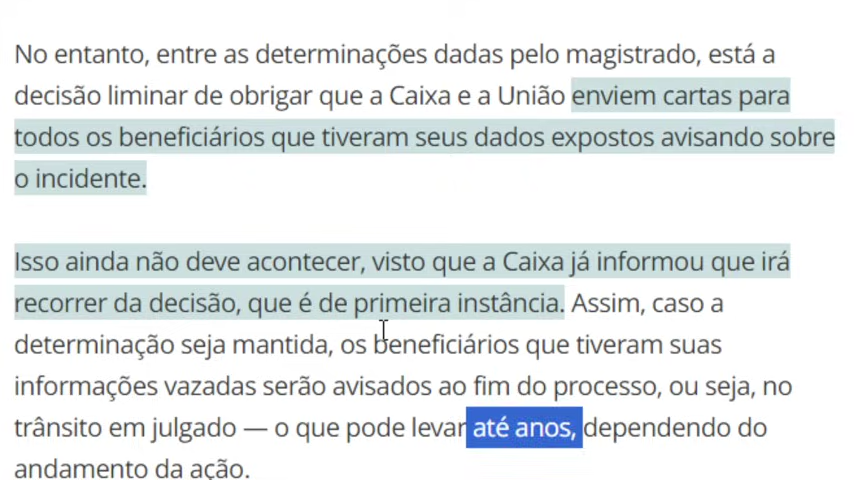 No entanto, entre as determinações dadas pelo magistrado, está a
decisão liminar de obrigar que a Caixa e a União enviem cartas para
todos os beneficiários que tiveram seus dados expostos avisando sobre
o incidente.
Isso ainda não deve acontecer, visto que a Caixa já informou que irá
recorrer da decisão, que é de primeira instância. Assim, caso a
determinação seja mantida, os beneficiários que tiveram suas
informações vazadas serão avisados ao fim do processo, ou seja, no
trânsito em julgado — o que pode levar até anos, dependendo do
andamento da ação.